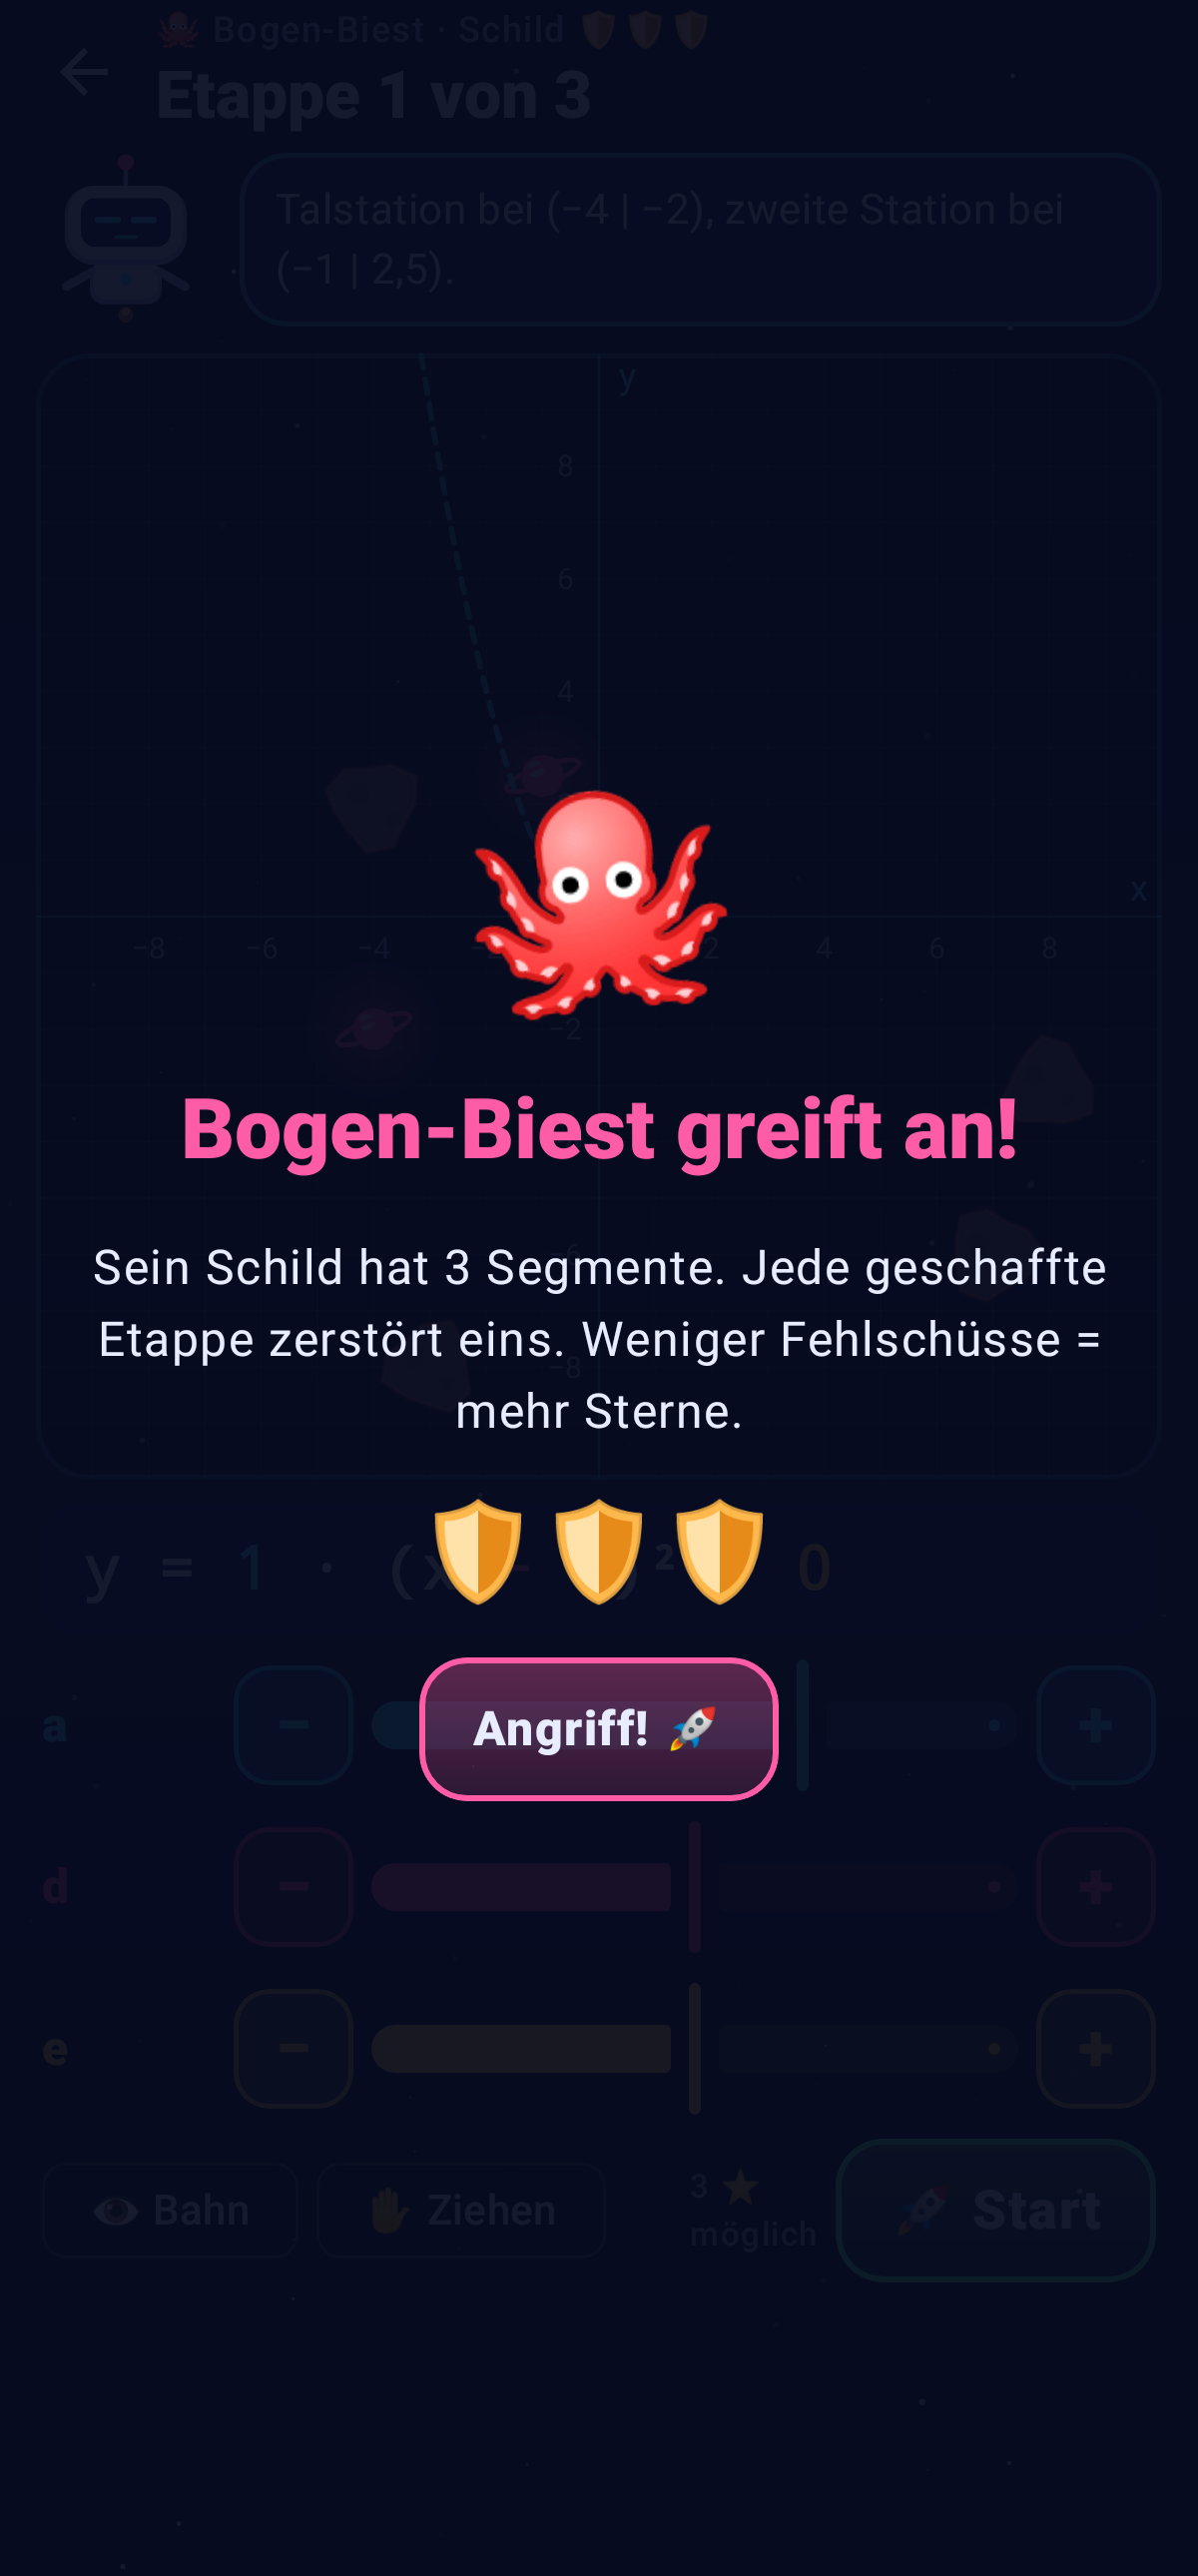 Bogen-Biest · Schild
Etappe 1 von 3
Talstation bei (−4 | −2), zweite Station bei
(−1 | 2,5).
y
8
6
4
x
−8
−6
−4
2
4
6
8
−2
Bogen-Biest greift an!
Sein Schild hat 3 Segmente. Jede geschaffte
−6
Etappe zerstört eins. Weniger Fehlschüsse =
−8
mehr Sterne.
y = 1 · (x − )² 0
Angriff!
a − +
d − +
e − +
Bahn
Ziehen
3 ★
möglich
Start